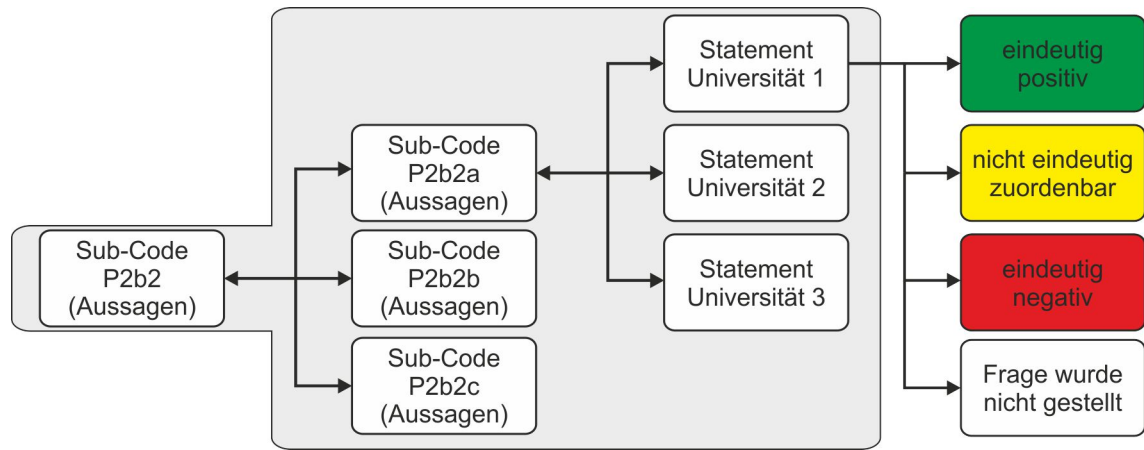 Sub-Code
P2b2
(Aussagen)
Sub-Code
P2b2a
(Aussagen)
Sub-Code
P2b2b
(Aussagen)
Sub-Code
P2b2c
(Aussagen)
Statement
Universität 1
Statement
Universität 2
Statement
Universität 3
eindeutig
positiv
nicht eindeutig
zuordenbar
eindeutig
negativ
Frage wurde
nicht gestellt